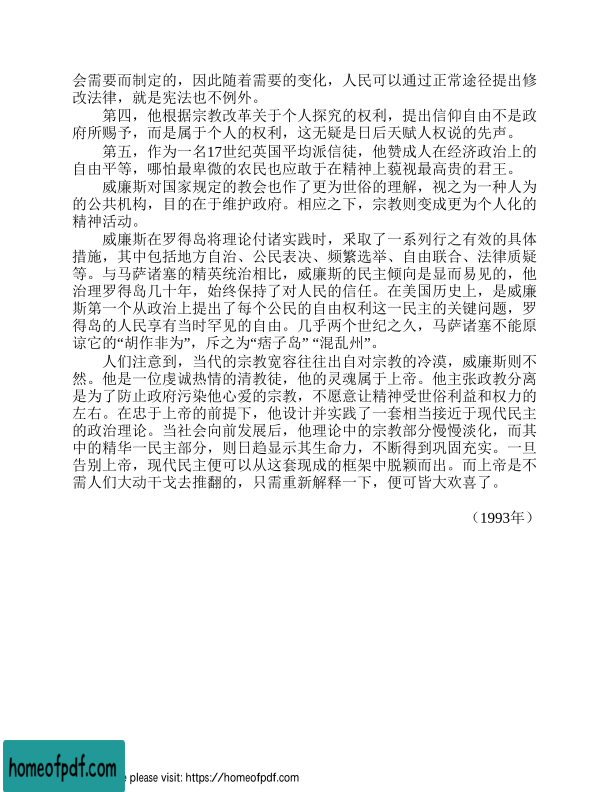 会需要而制定的，因此随着需要的变化，人民可以通过正常途径提出修
改法律，就是宪法也不例外。
第四，他根据宗教改革关于个人探究的权利，提出信仰自由不是政
府所赐予，而是属于个人的权利，这无疑是日后天赋人权说的先声。
第五，作为一名17世纪英国平均派信徒，他赞成人在经济政治上的
自由平等，哪怕最卑微的农民也应敢于在精神上藐视最高贵的君王。
威廉斯对国家规定的教会也作了更为世俗的理解，视之为一种人为
的公共机构，目的在于维护政府。相应之下，宗教则变成更为个人化的
精神活动。
威廉斯在罗得岛将理论付诸实践时，采取了一系列行之有效的具体
措施，其中包括地方自治、公民表决、频繁选举、自由联合、法律质疑
等。与马萨诸塞的精英统治相比，威廉斯的民主倾向是显而易见的，他
治理罗得岛几十年，始终保持了对人民的信任。在美国历史上，是威廉
斯第一个从政治上提出了每个公民的自由权利这一民主的关键问题，罗
得岛的人民享有当时罕见的自由。几乎两个世纪之久，马萨诸塞不能原
谅它的“胡作非为”，斥之为“痞子岛” “混乱州”。
人们注意到，当代的宗教宽容往往出自对宗教的冷漠，威廉斯则不
然。他是一位虔诚热情的清教徒，他的灵魂属于上帝。他主张政教分离
是为了防止政府污染他心爱的宗教，不愿意让精神受世俗利益和权力的
左右。在忠于上帝的前提下，他设计并实践了一套相当接近于现代民主
的政治理论。当社会向前发展后，他理论中的宗教部分慢慢淡化，而其
中的精华一民主部分，则日趋显示其生命力，不断得到巩固充实。一旦
告别上帝，现代民主便可以从这套现成的框架中脱颖而出。而上帝是不
需人们大动干戈去推翻的，只需重新解释一下，便可皆大欢喜了。
（1993年）
homeofpdf.com
please visit: https://homeofpdf.com